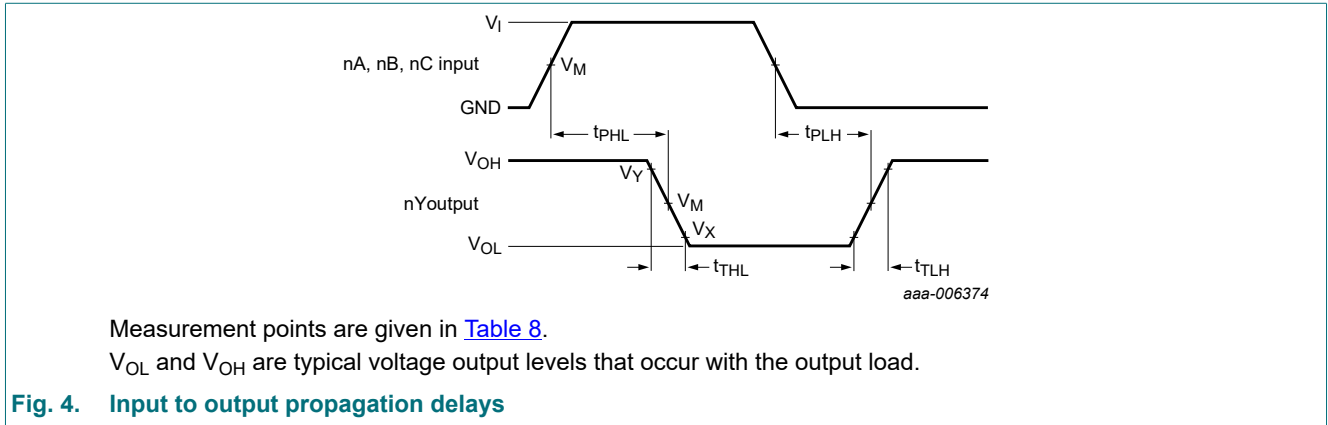 VI
nA, nB, nC input
VM
GND
tPHL
tPLH
VOH
VY
nYoutput
VM
VX
VOL
tTHL
tTLH
aaa-006374
Measurement points are given in Table 8.
VOL and VOH are typical voltage output levels that occur with the output load.
Fig. 4. Input to output propagation delays